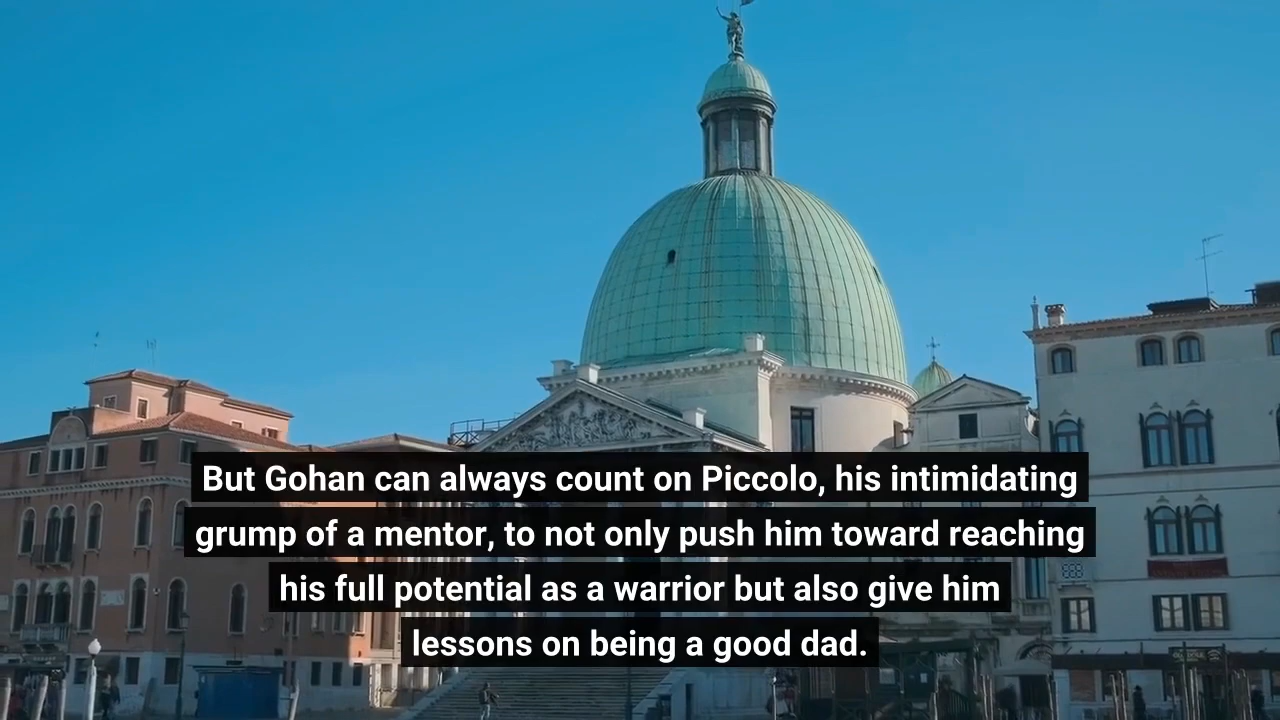 But Gohan can always count on Piccolo, his intimidating
grump of a mentor, to not only push him toward reaching
his full potential as a warrior but also give him
lessons on being a good dad.